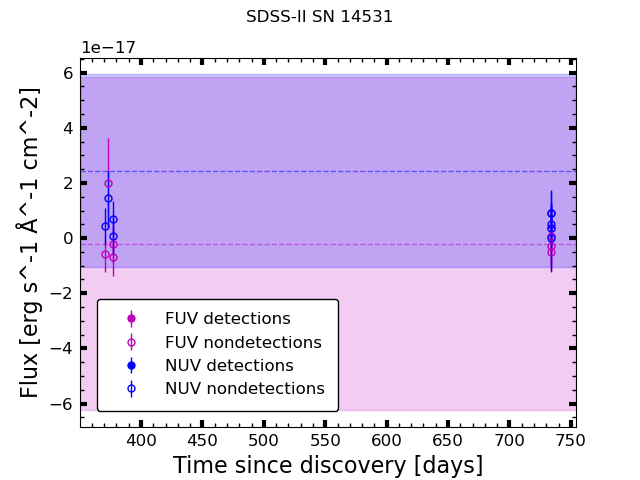 SDSS-II SN 14531
1e−17
6
4
2
0
−2
−4
−6
Flux [erg s^-1 Å^-1 cm^-2]
FUV detections
FUV nondetections
NUV detections
NUV nondetections
400 450 500 550 600 650 700 750
Time since discovery [days]